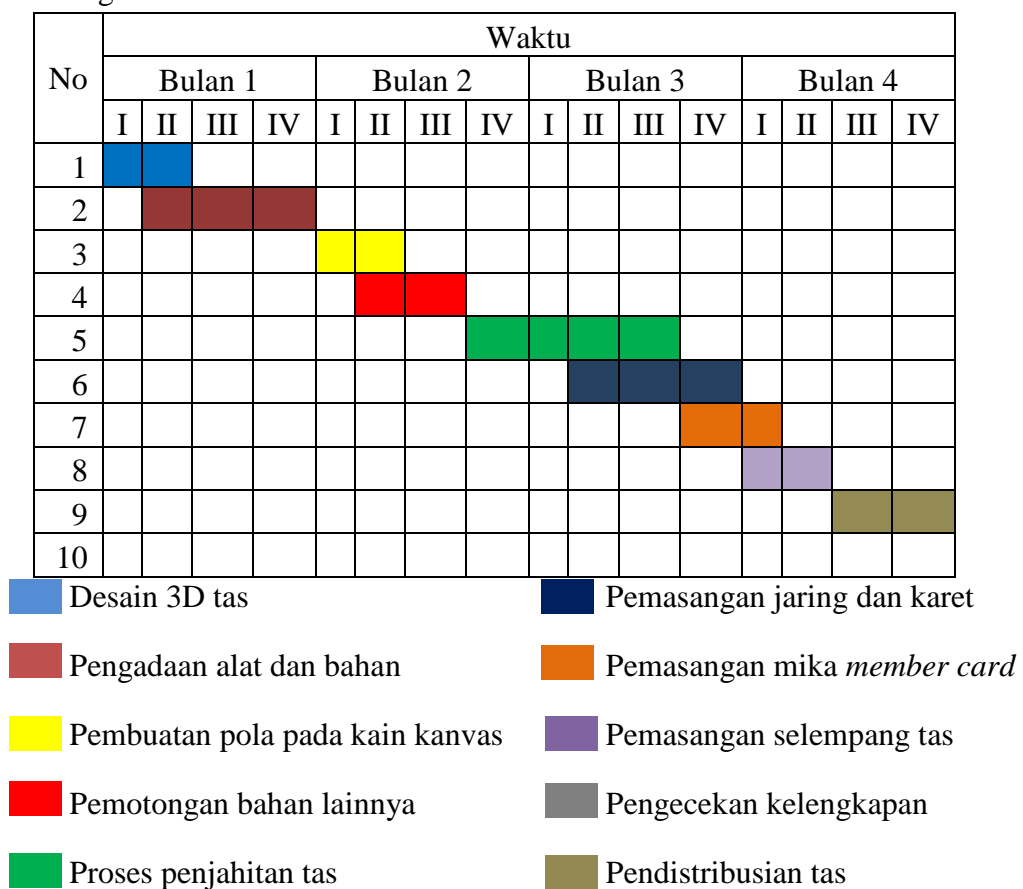 Waktu
No Bulan 1 Bulan 2 Bulan 3 Bulan 4
I II III IV I II III IV I II III IV I II III IV
1
2
3
4
5
6
7
8
9
10
Desain 3D tas Pemasangan jaring dan karet
Pengadaan alat dan bahan Pemasangan mika member card
Pembuatan pola pada kain kanvas Pemasangan selempang tas
Pemotongan bahan lainnya Pengecekan kelengkapan
Proses penjahitan tas Pendistribusian tas